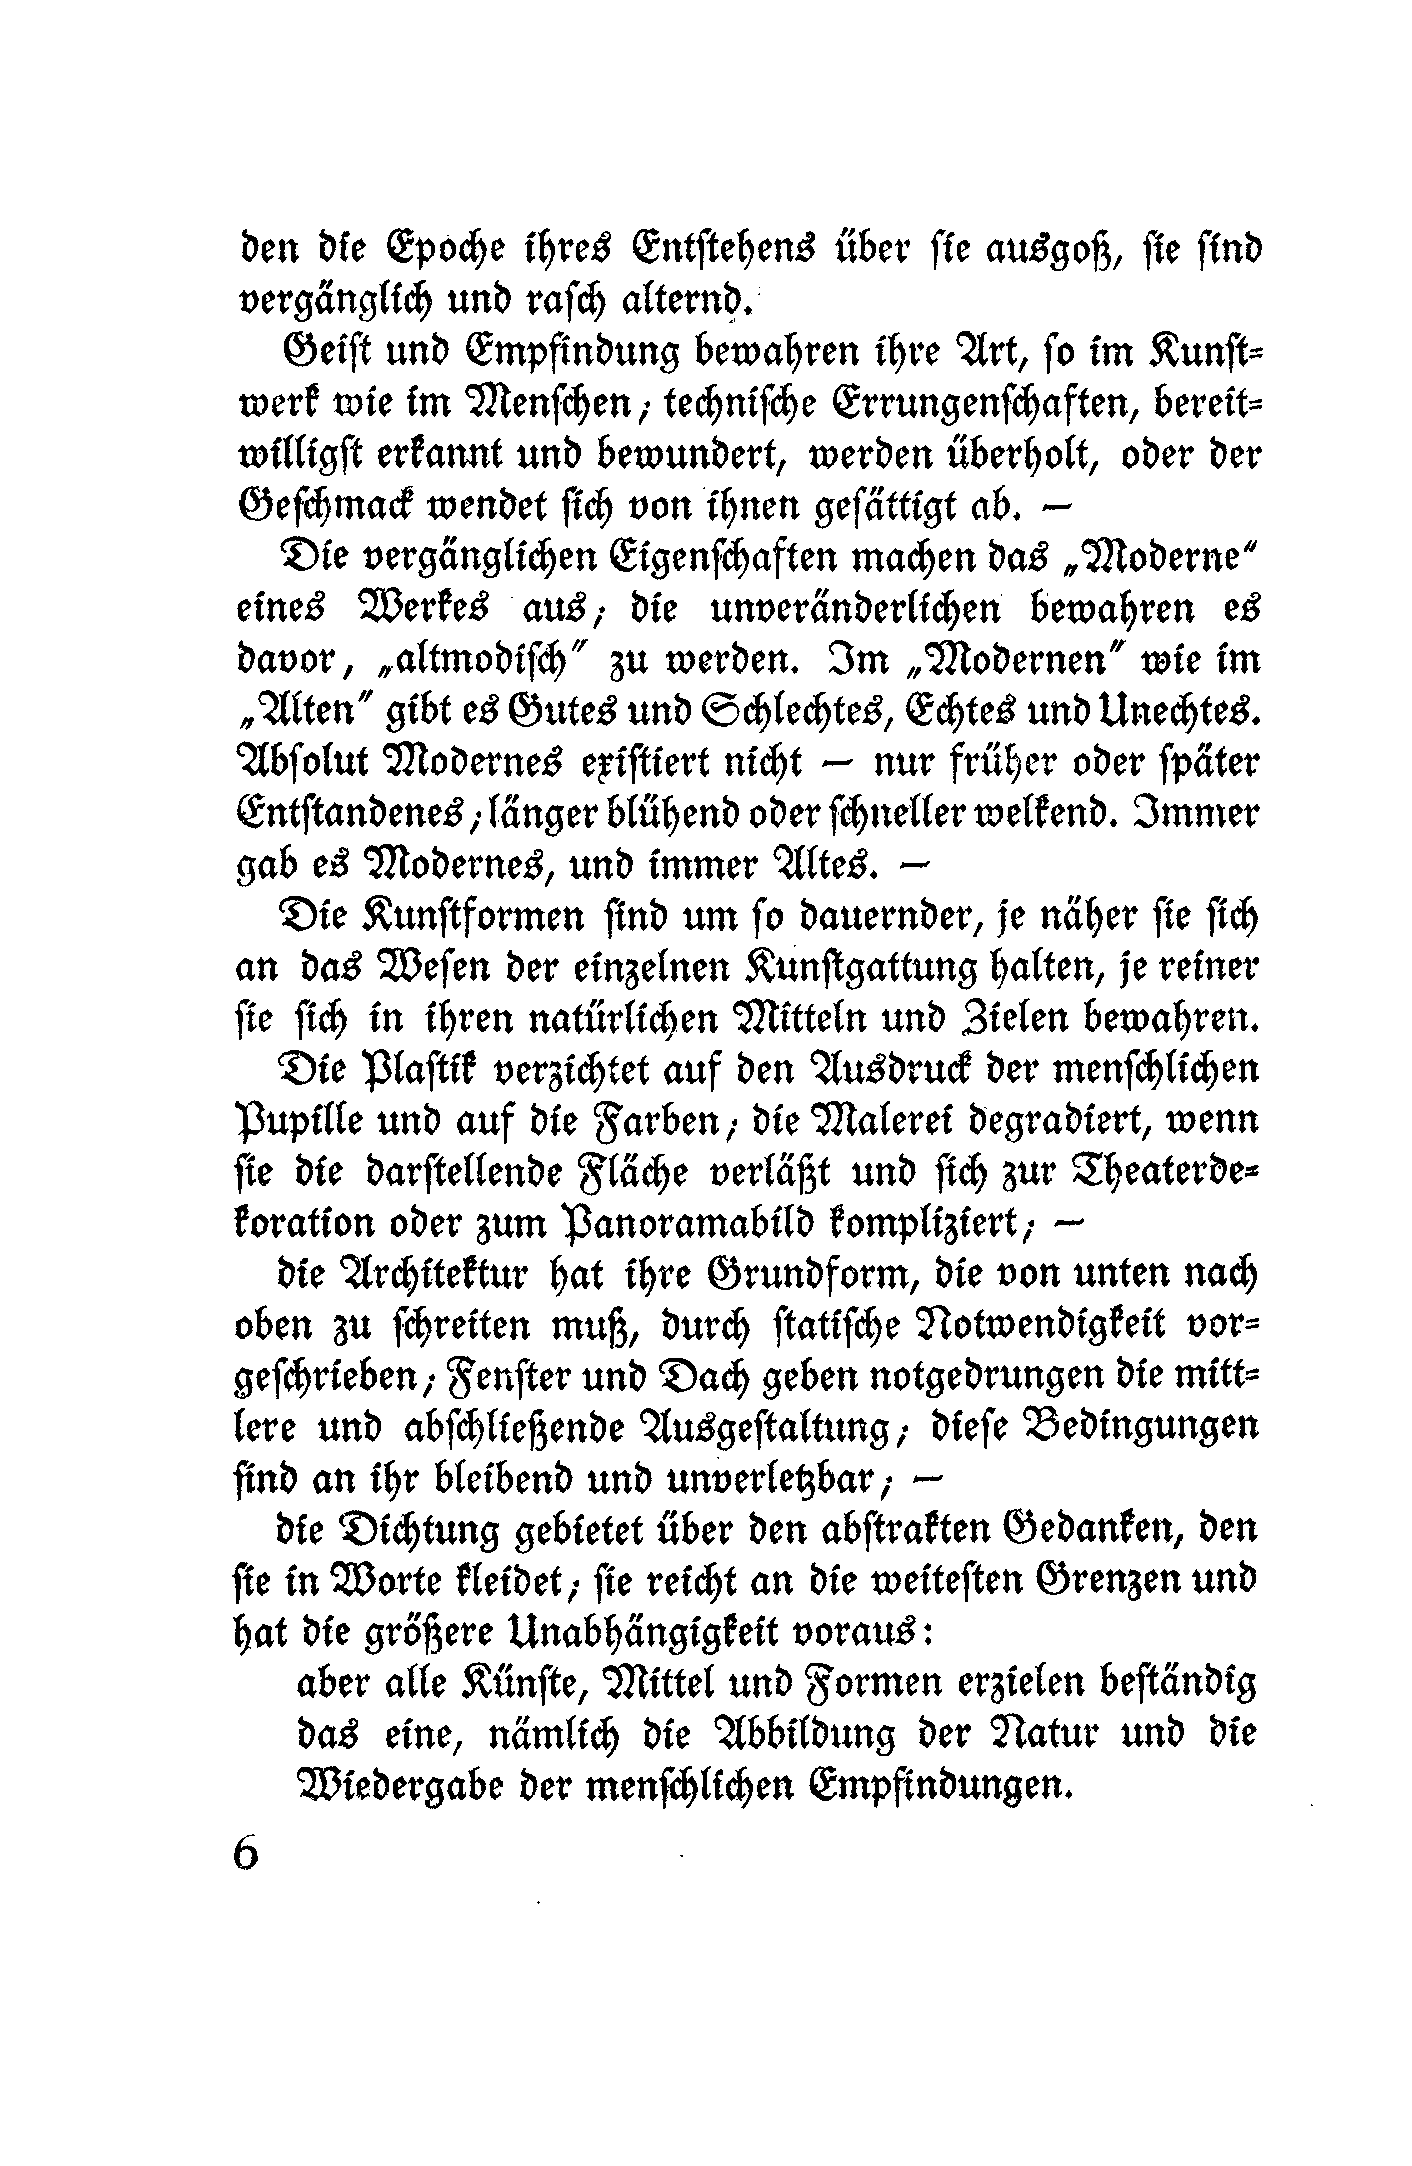 den die Epoche ihres Entstehens über sie ausgoß, sie sind
vergänglich und rasch alternd.
Geist und Empfindung bewahren ihre Art, so im Kunst-
werk wie im Menschen; technische Errungenschaften, bereit-
willigst erkannt und bewundert, werden überholt, oder der
Geschmack wendet sich von ihnen gesättigt ab. —
Die vergänglichen Eigenschaften machen das „Moderne“
eines Werkes aus; die unveränderlichen bewahren es
davor, „altmodisch“ zu werden. Im „Modernen“ wie im
„Alten“ gibt es Gutes und Schlechtes, Echtes und Unechtes.
Absolut Modernes existiert nicht — nur früher oder später
Entstandenes; länger blühend oder schneller welkend. Immer
gab es Modernes, und immer Altes. —
Die Kunstformen sind um so dauernder, je näher sie sich
an das Wesen der einzelnen Kunstgattung halten, je reiner
sie sich in ihren natürlichen Mitteln und Zielen bewahren.
Die Plastik verzichtet auf den Ausdruck der menschlichen
Pupille und auf die Farben; die Malerei degradiert, wenn
sie die darstellende Fläche verläßt und sich zur Theaterde-
koration oder zum Panoramabild kompliziert; —
die Architektur hat ihre Grundform, die von unten nach
oben zu schreiten muß, durch statische Notwendigkeit vor-
geschrieben; Fenster und Dach geben notgedrungen die mitt-
lere und abschließende Ausgestaltung; diese Bedingungen
sind an ihr bleibend und unverletzbar; —
die Dichtung gebietet über den abstrakten Gedanken, den
sie in Worte kleidet; sie reicht an die weitesten Grenzen und
hat die größere Unabhängigkeit voraus:
aber alle Künste, Mittel und Formen erzielen beständig
das eine, nämlich die Abbildung der Natur und die
Wiedergabe der menschlichen Empfindungen.
6